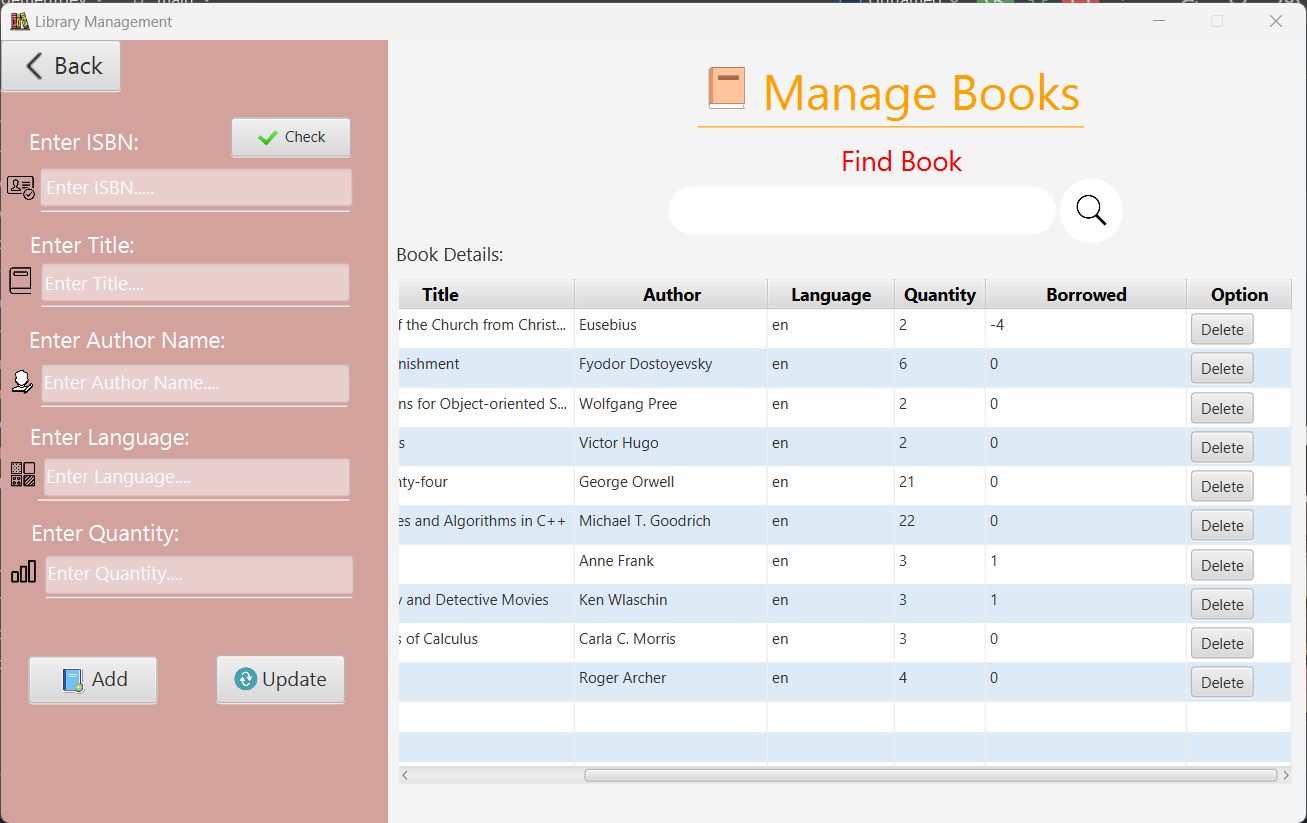 Library Management
Back
Enter ISBN:
Check
Enter ISBN.....
Enter Title:
Enter Title....
Enter Author Name:
Enter Author Name....
Enter Language:
Enter Language....
Enter Quantity:
Enter Quantity....
Add Update
Manage Books
Find Book
Book Details:
Title Author Language Quantity Borrowed Option
f the Church from Christ... Eusebius en 2 -4 Delete
nishment Fyodor Dostoyevsky en 6 0 Delete
ns for Object-oriented S... Wolfgang Pree en 2 0 Delete
s Victor Hugo en 2 0 Delete
nty-four George Orwell en 21 0 Delete
es and Algorithms in C++ Michael T. Goodrich en 22 0 Delete
Anne Frank en 3 1 Delete
y and Detective Movies Ken Wlaschin en 3 1 Delete
s of Calculus Carla C. Morris en 3 0 Delete
Roger Archer en 4 0 Delete